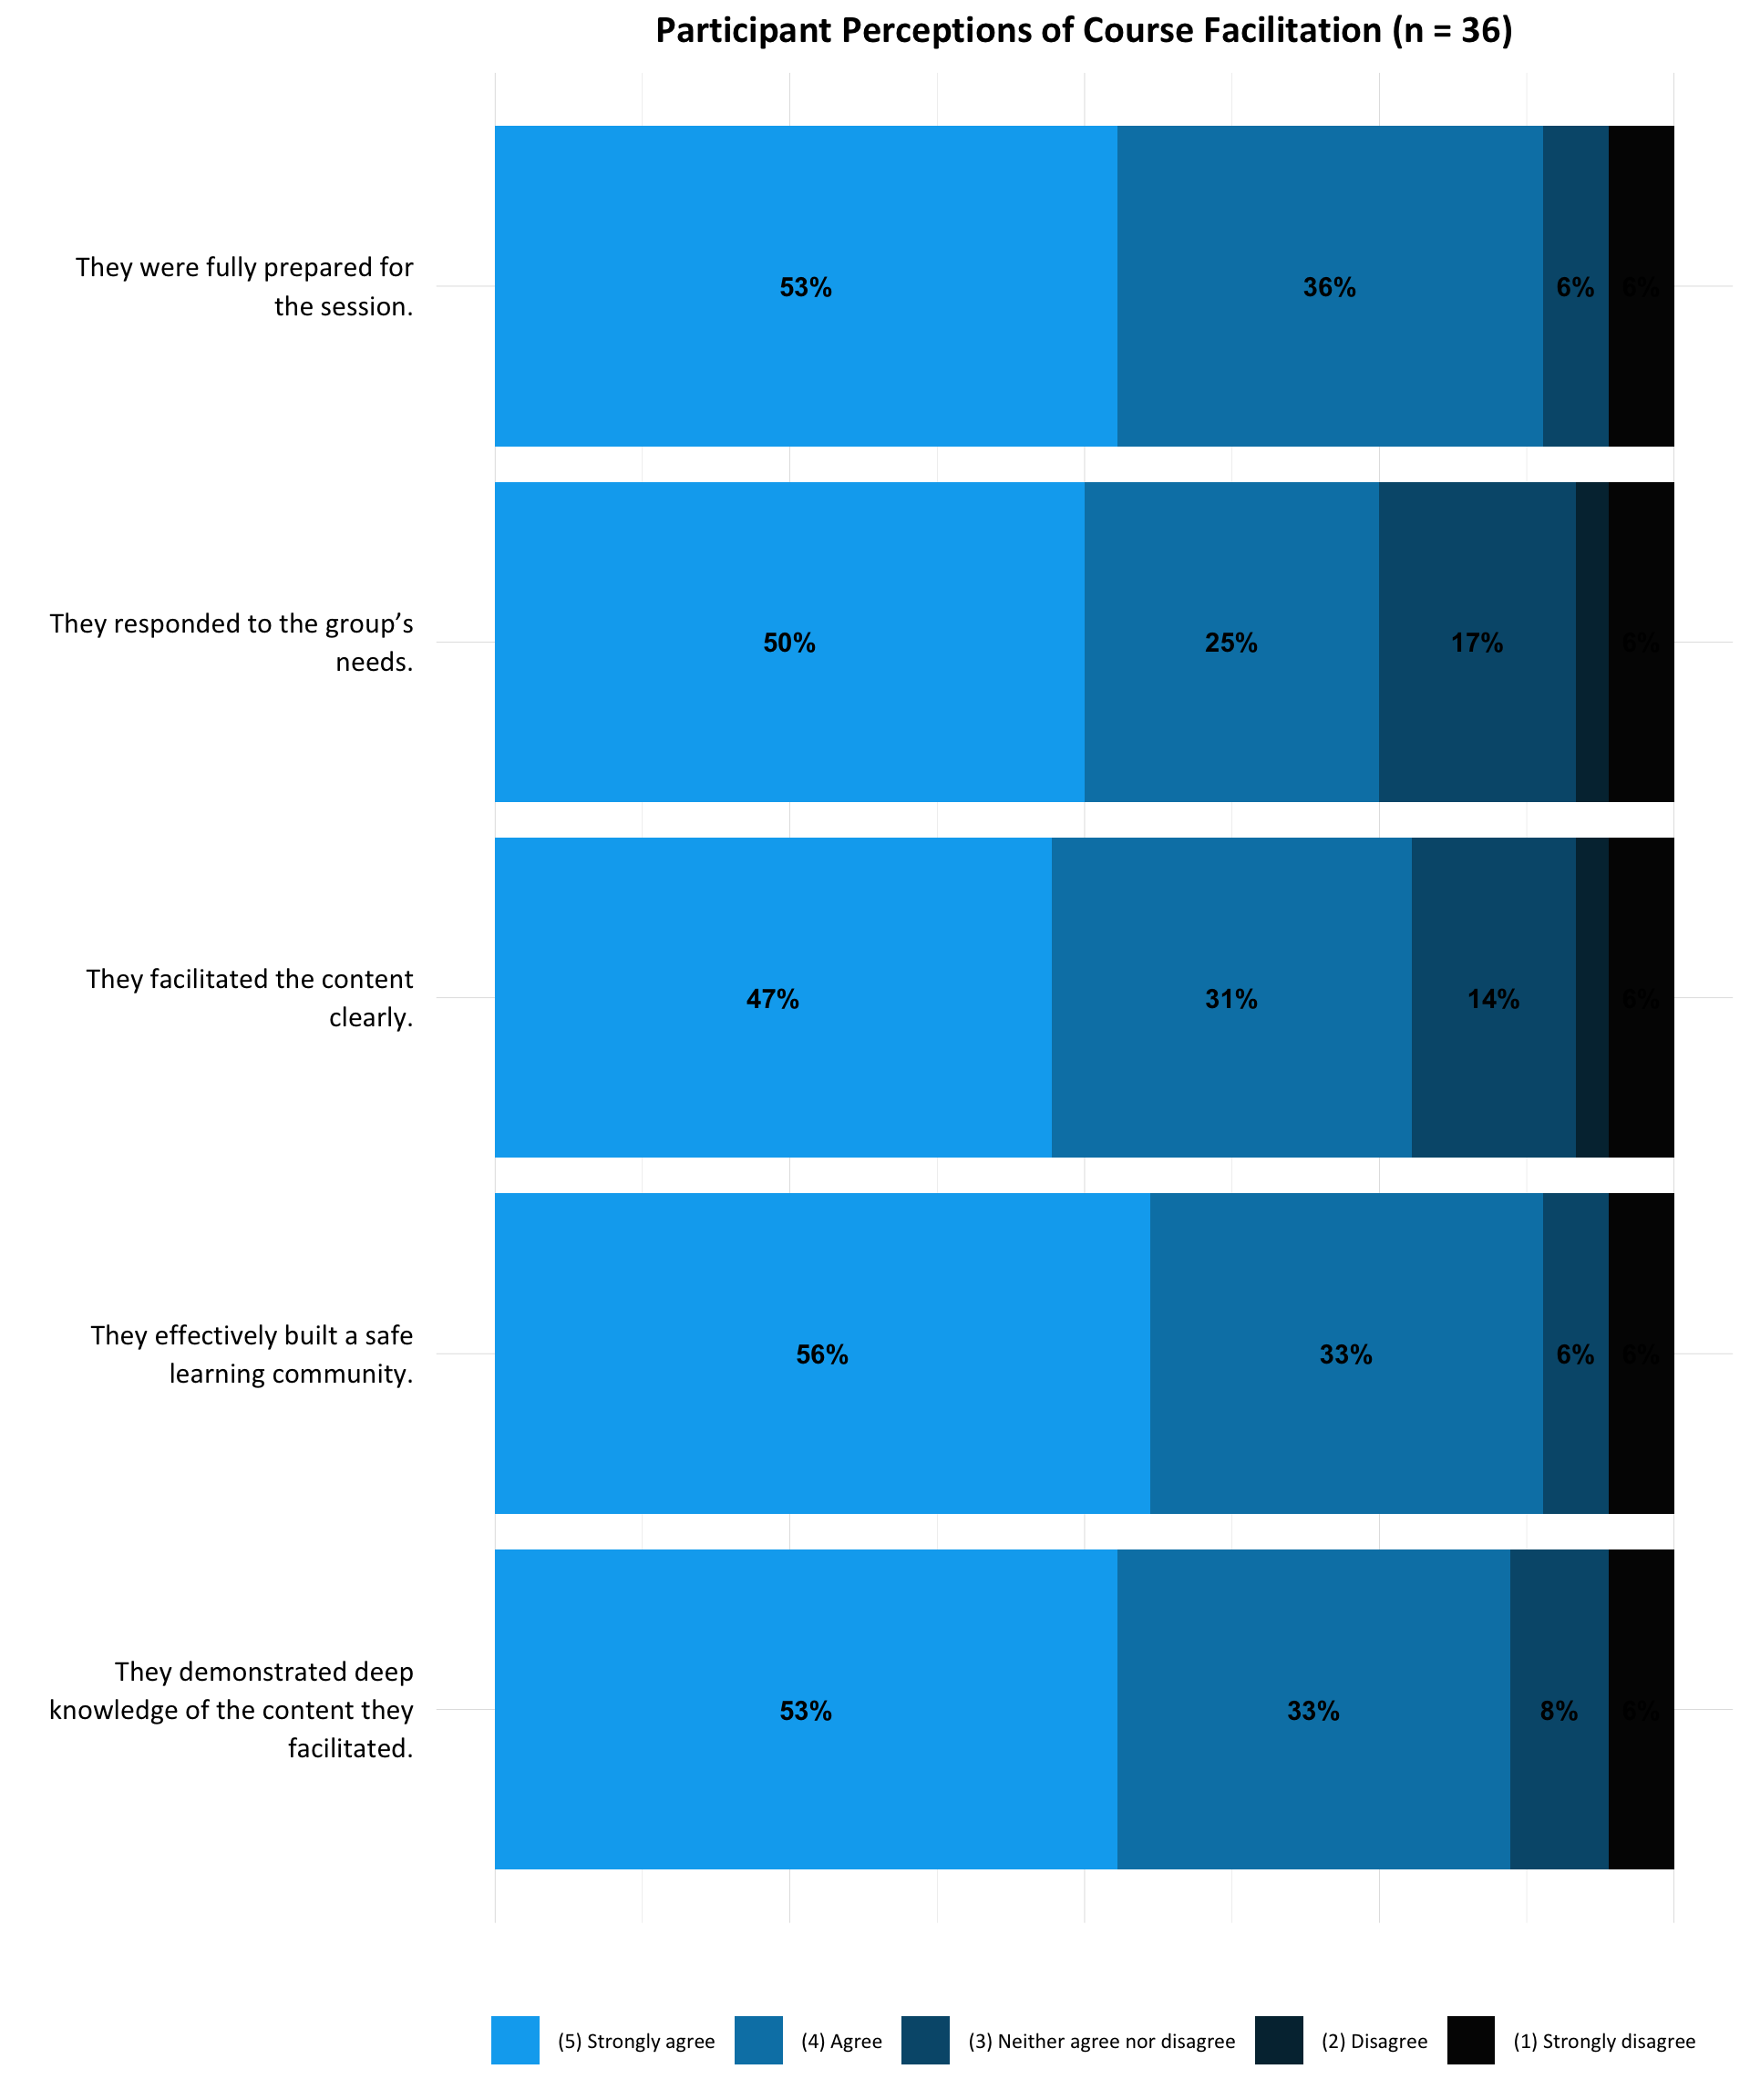 Participant Perceptions of Course Facilitation (n = 36)
They were fully prepared for
the session.
53% 36% 6% 6%
They responded to the group’s
needs.
50% 25% 17% 6%
They facilitated the content
clearly.
47% 31% 14% 6%
They effectively built a safe
learning community.
56% 33% 6% 6%
They demonstrated deep
knowledge of the content they
facilitated.
53% 33% 8% 6%
(5) Strongly agree (4) Agree (3) Neither agree nor disagree (2) Disagree (1) Strongly disagree